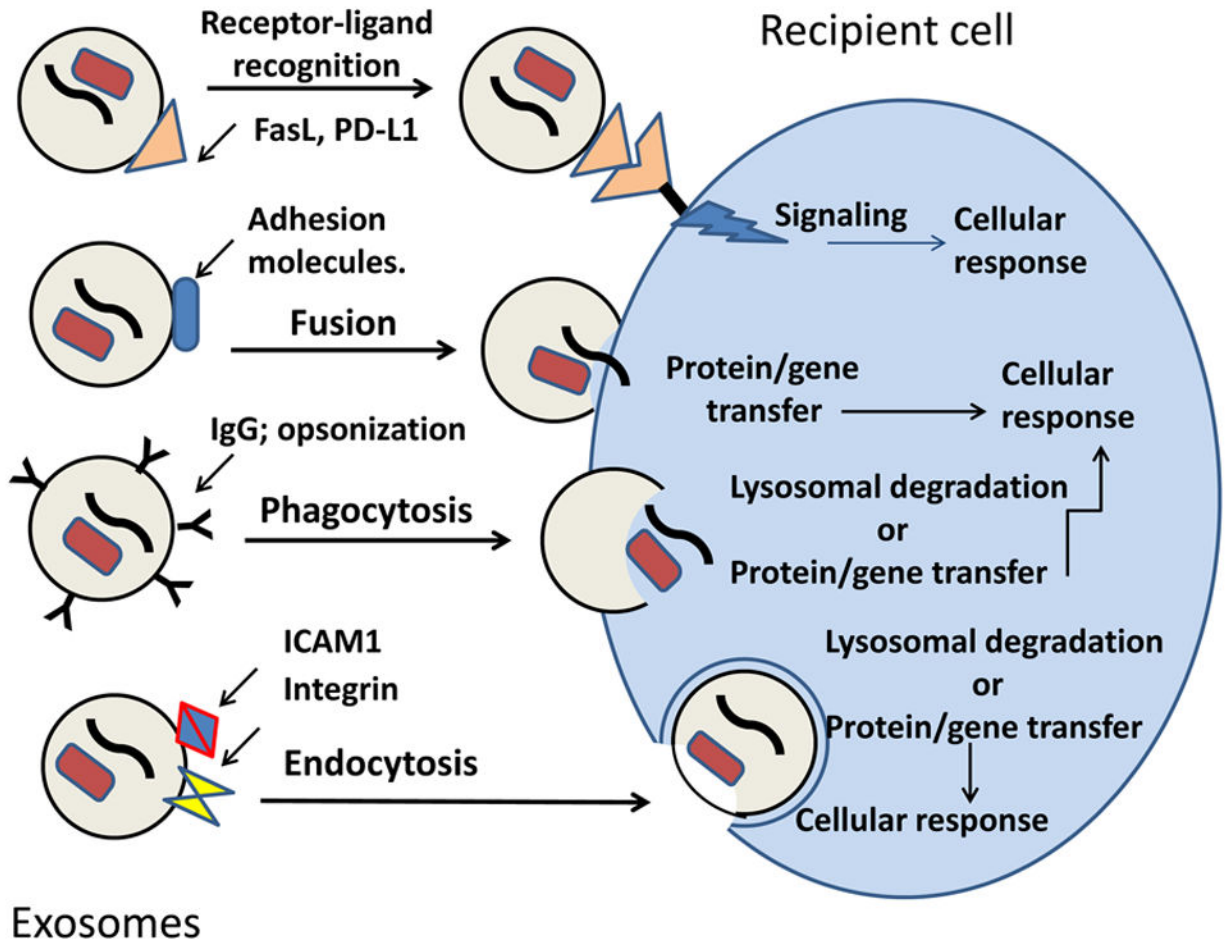 Recipient cell
Receptor-ligand
recognition
FasL, PD-L1
Signaling
Cellular
response
Adhesion
molecules.
Fusion
Protein/gene
transfer
Cellular
response
IgG; opsonization
Phagocytosis
Lysosomal degradation
or
Protein/gene transfer
ICAM1
Integrin
Endocytosis
Lysosomal degradation
or
Protein/gene transfer
Cellular response
Exosomes